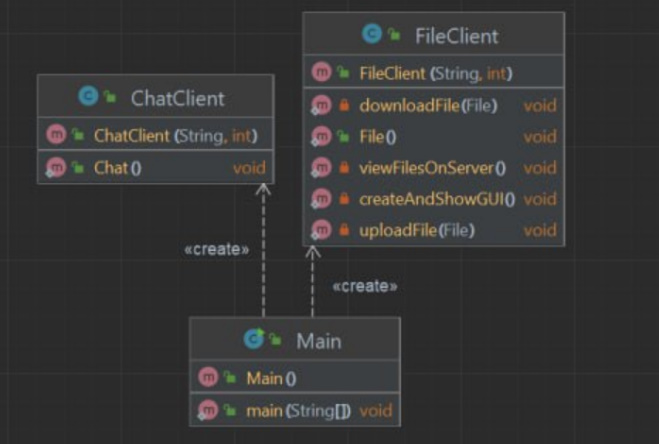 FileClient
FileClient (String, int)
downloadFile(File) void
File() void
viewFilesOnServer() void
createAndShowGUI() void
uploadFile(File) void
ChatClient
ChatClient (String, int)
Chat() void
«create»
«create»
Main
Main ()
main (String[]) void